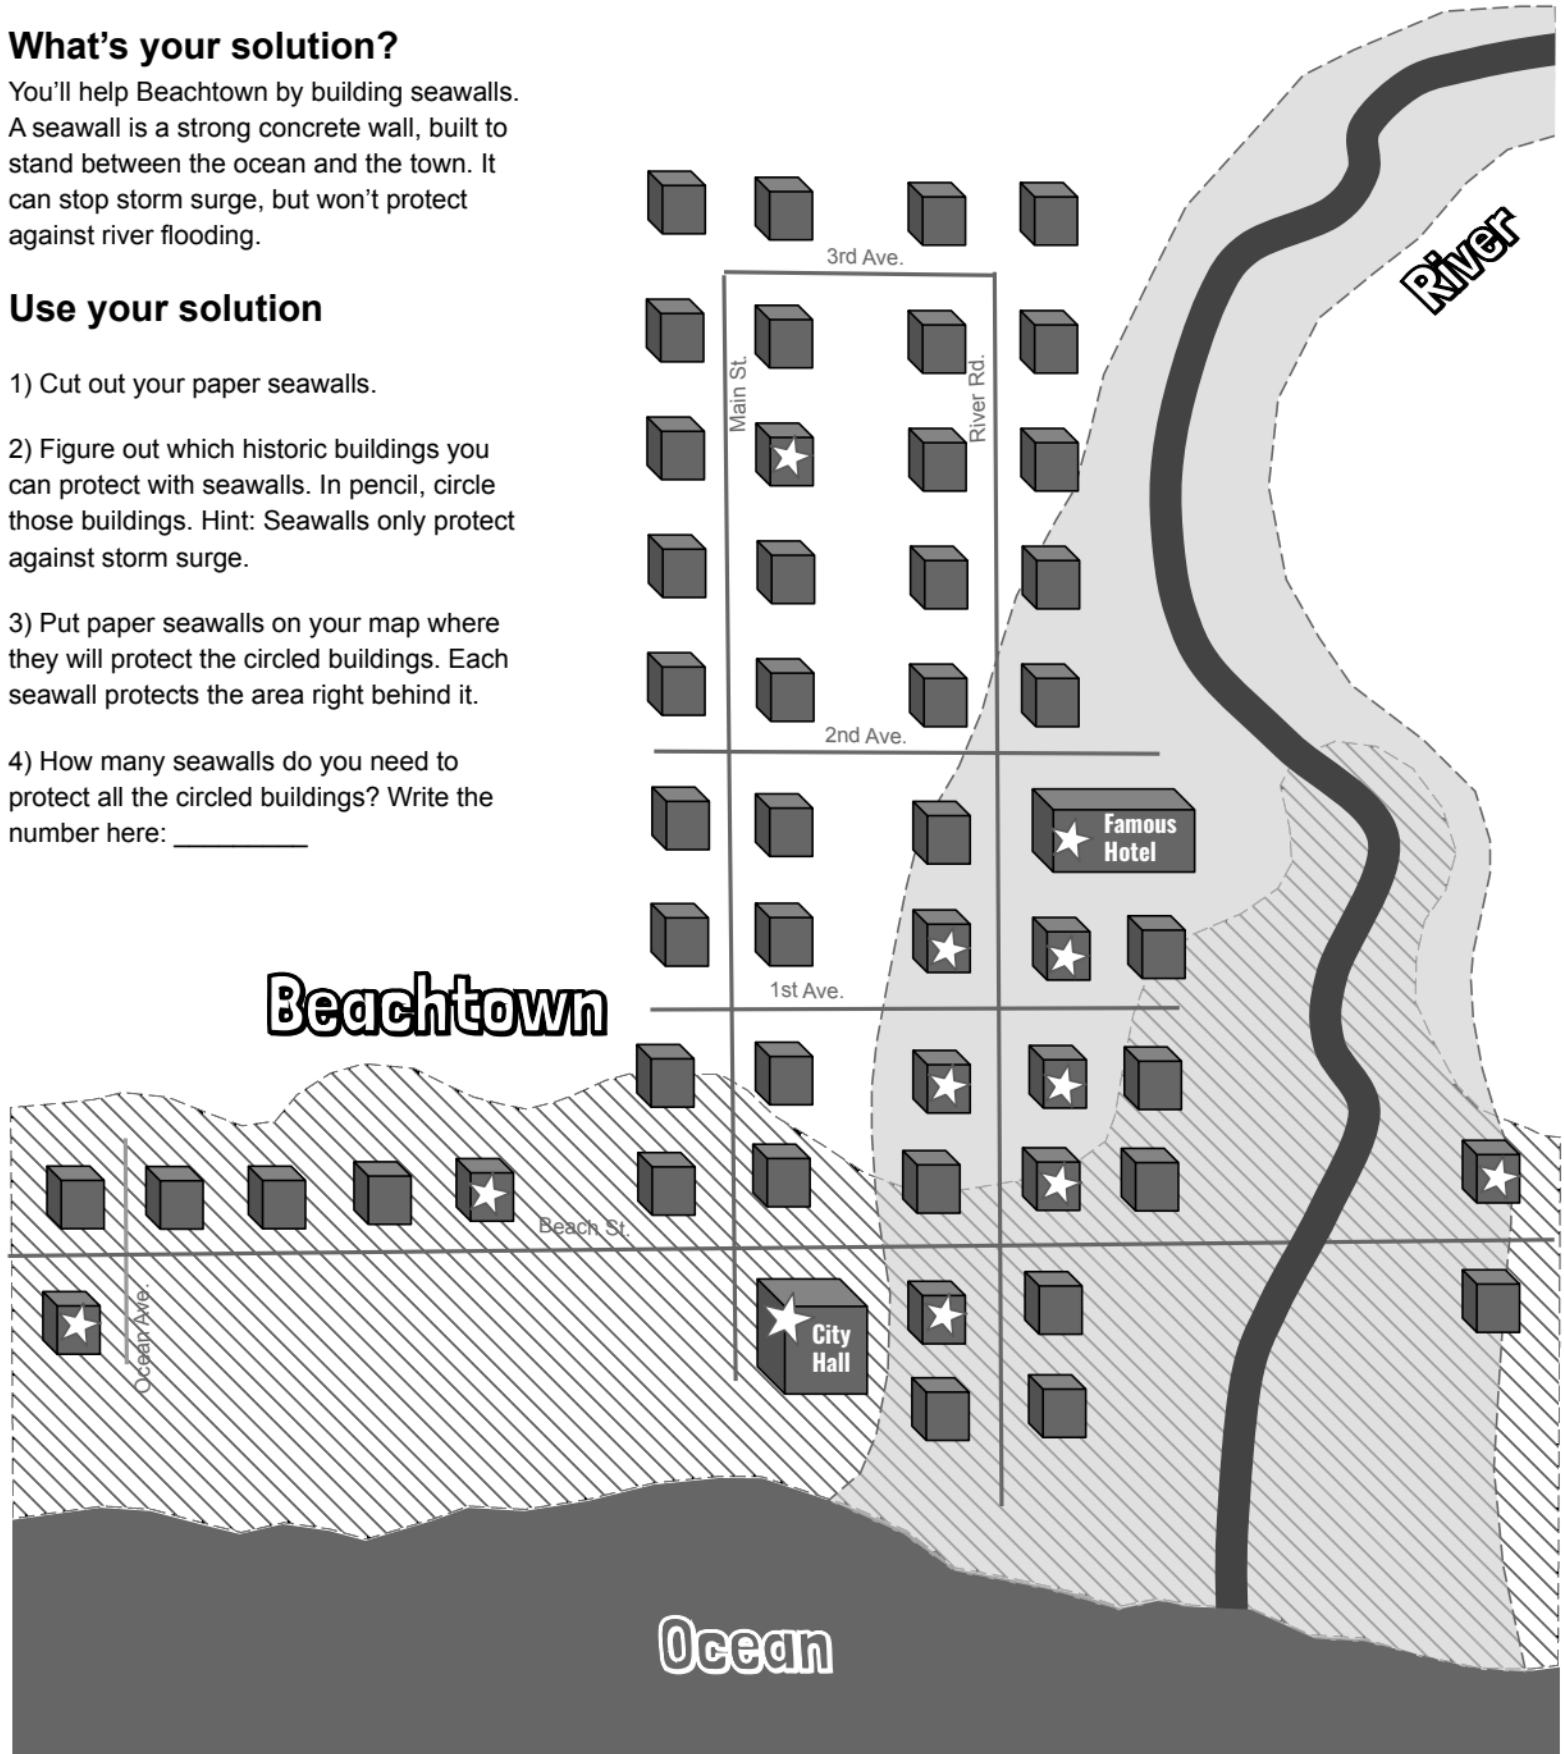 What's your solution?
You'll help Beachtown by building seawalls.
A seawall is a strong concrete wall, built to
stand between the ocean and the town. It
can stop storm surge, but won't protect
against river flooding.
Use your solution
1) Cut out your paper seawalls.
2) Figure out which historic buildings you
can protect with seawalls. In pencil, circle
those buildings. Hint: Seawalls only protect
against storm surge.
3) Put paper seawalls on your map where
they will protect the circled buildings. Each
seawall protects the area right behind it.
4) How many seawalls do you need to
protect all the circled buildings? Write the
number here: _________
River
3rd Ave.
Main St.
River Rd.
2nd Ave.
Famous
Hotel
1st Ave.
Beachtown
Beach St.
Ocean Ave.
City
Hall
Ocean